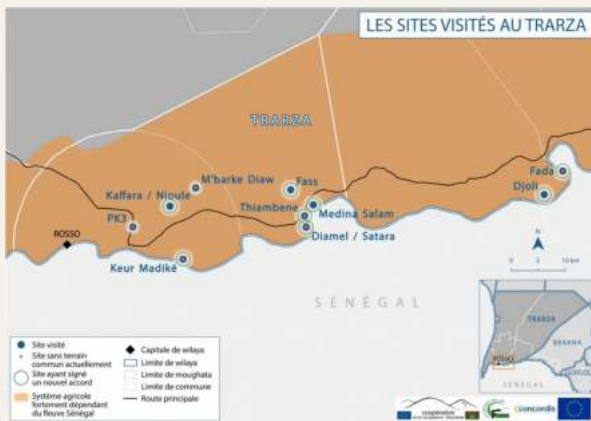 LES SITES VISITÉS AU TRARZA
TRARZA
M'barke Diaw
Fass
Kaffara / Nioule
Thiambene
Medina Salam
Fada
Djoli
PK3
ROSSO
Diamel / Satara
Keur Madiké
N
0 5 10 km
SÉNÉGAL
Site visité
Site sans terrain
commun actuellement
Site ayant signé
un nouvel accord
Système agricole
fortement dépendant
du fleuve Sénégal
Capitale de wilaya
Limite de wilaya
Limite de moughata
Limite de commune
Route principale
TRARZA
BRAKNA
ROSSO
SÉNÉGAL
coopération
concordis